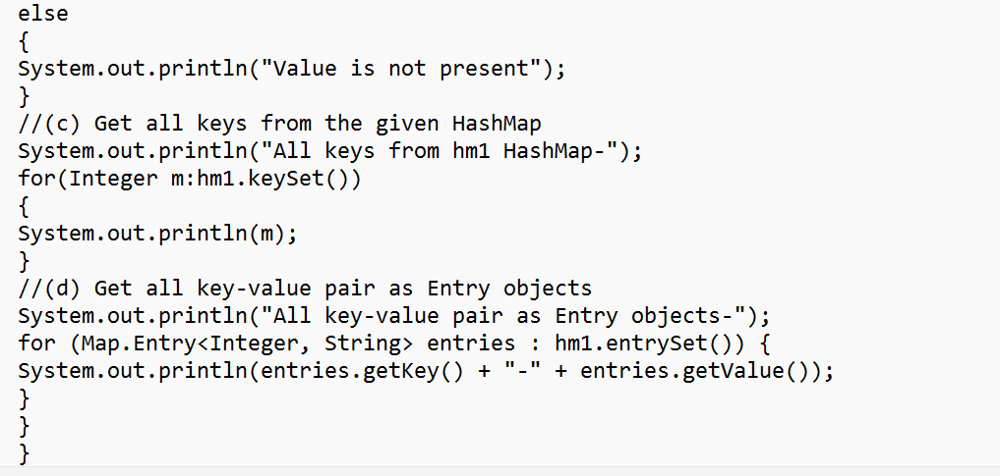 else
{
System.out.println("Value is not present");
}
//(c) Get all keys from the given HashMap
System.out.println("All keys from hm1 HashMap-");
for(Integer m:hm1.keySet())
{
System.out.println(m);
}
//(d) Get all key-value pair as Entry objects
System.out.println("All key-value pair as Entry objects-");
for (Map.Entry<Integer, String> entries : hm1.entrySet()) {
System.out.println(entries.getKey() + "-" + entries.getValue());
}
}
}